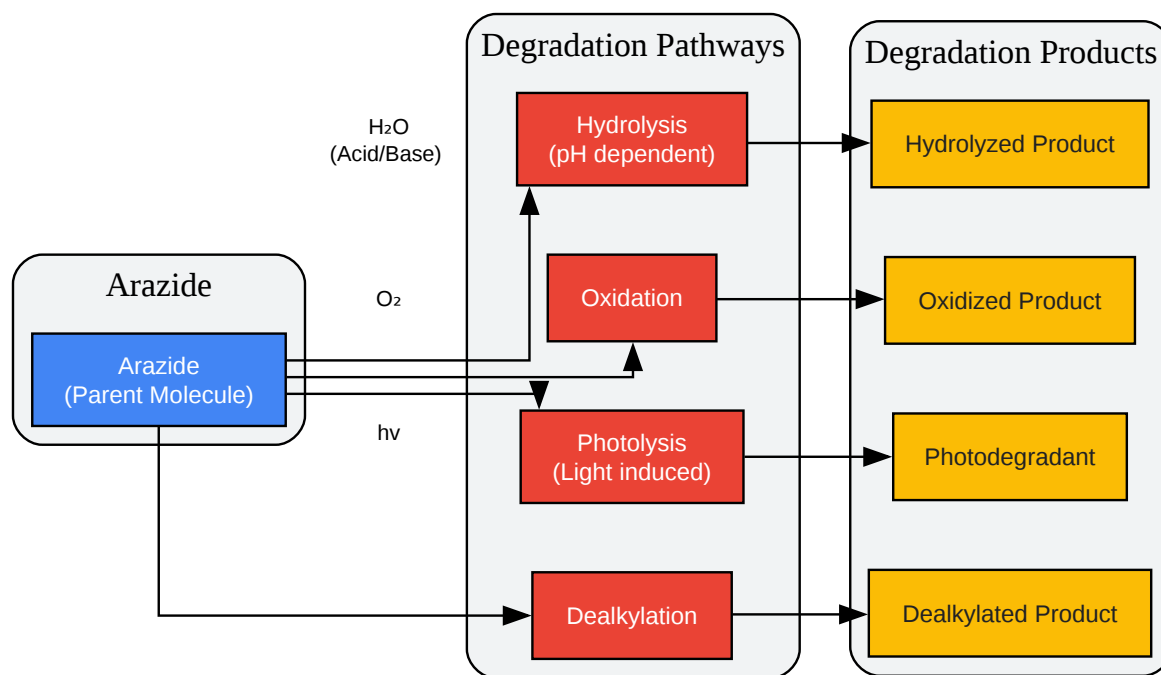 Degradation Pathways
Degradation Products
H₂O
(Acid/Base)
Hydrolysis
(pH dependent)
Hydrolyzed Product
Arazide
O₂
Oxidation
Oxidized Product
Arazide
(Parent Molecule)
hv
Photolysis
(Light induced)
Photodegradant
Dealkylation
Dealkylated Product